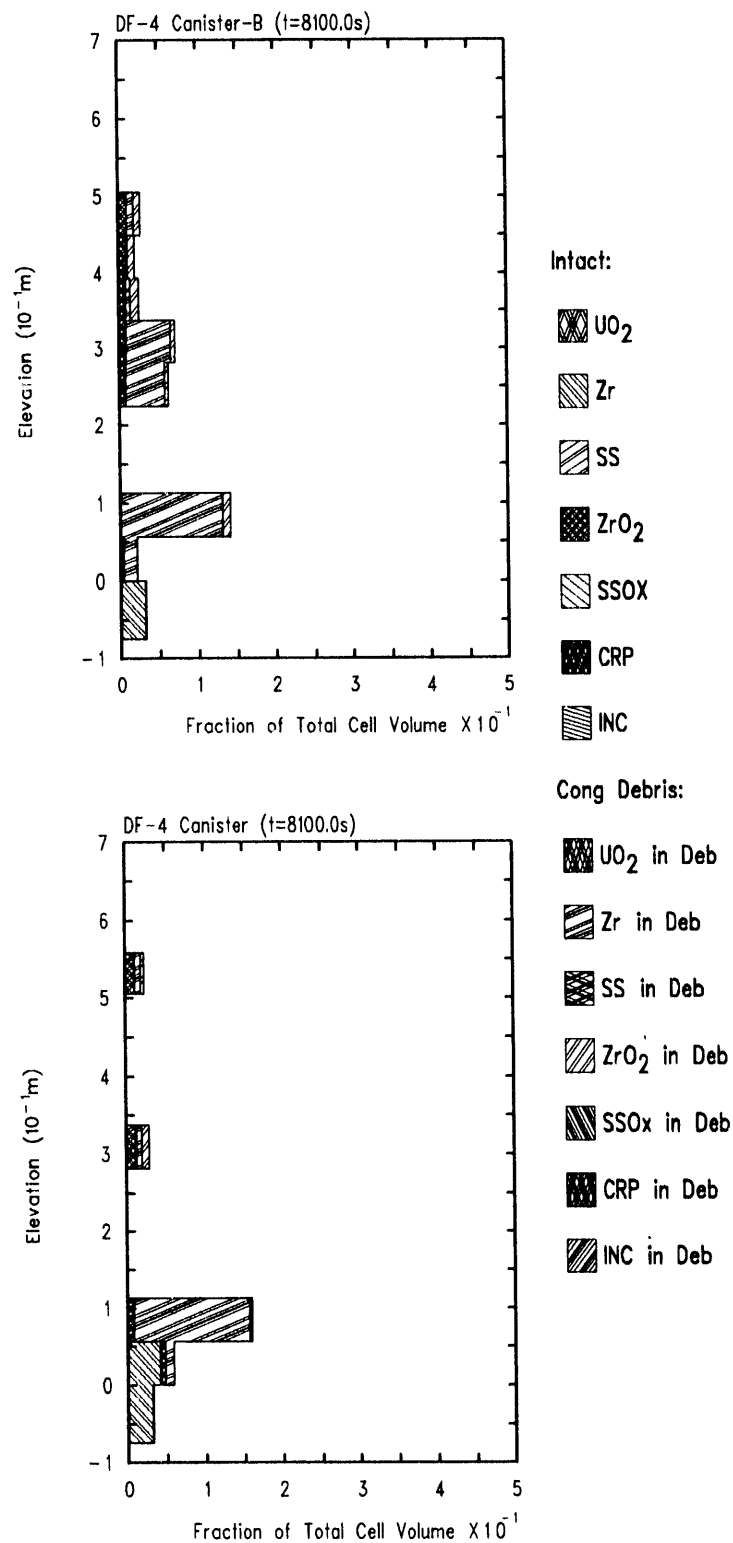 DF-4 Canister-B (t=8100.0s)
7
6
5
4
3
2
1
0
-1
Elevation (10⁻¹m)
0 1 2 3 4 5
Fraction of Total Cell Volume X10⁻¹
DF-4 Canister (t=8100.0s)
7
6
5
4
3
2
1
0
-1
Elevation (10⁻¹m)
0 1 2 3 4 5
Fraction of Total Cell Volume X10⁻¹
Intact:
UO₂
Zr
SS
ZrO₂
SSOX
CRP
INC
Cong Debris:
UO₂ in Deb
Zr in Deb
SS in Deb
ZrO₂ in Deb
SSOx in Deb
CRP in Deb
INC in Deb